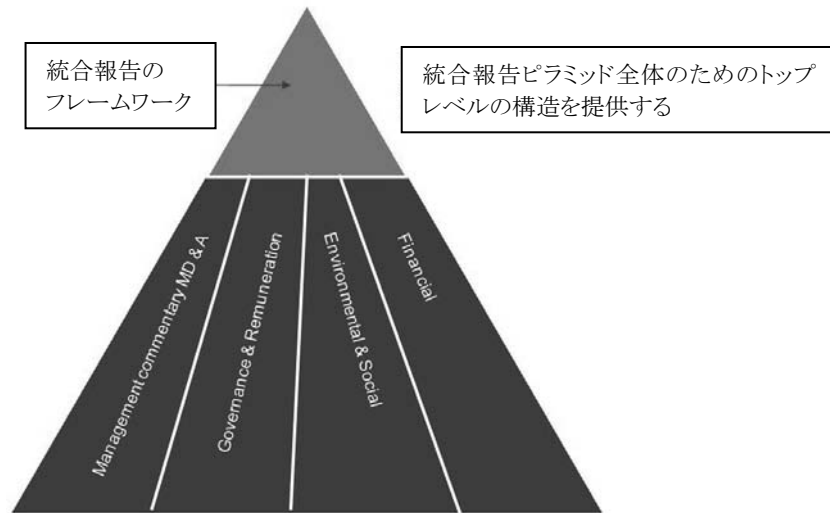 統合報告の
フレームワーク
統合報告ピラミッド全体のためのトップ
レベルの構造を提供する
Management commentary MD & A
Governance & Remuneration
Environmental & Social
Financial